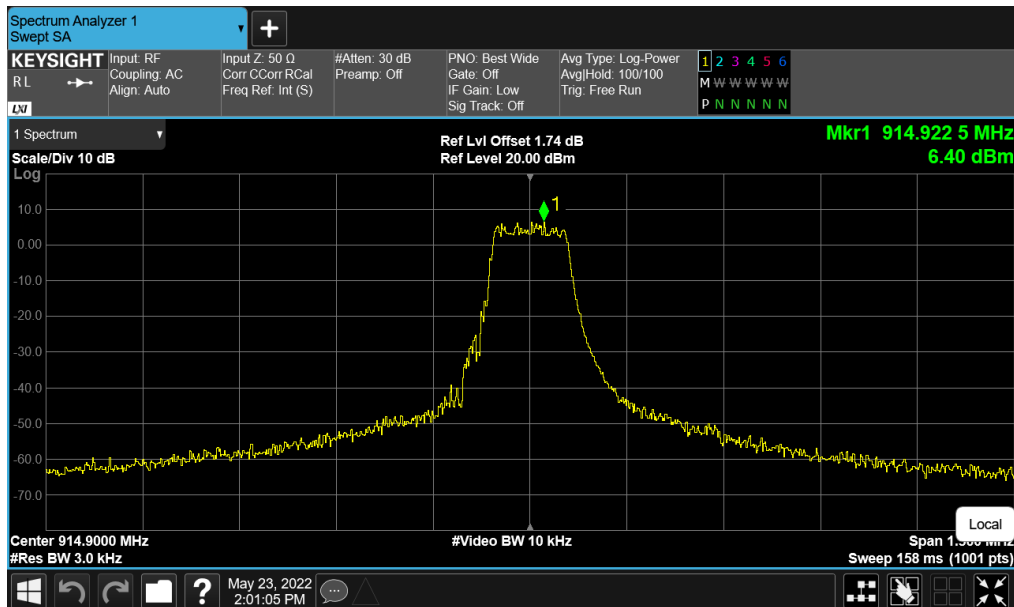 Spectrum Analyzer 1
Swept SA
+
KEYSIGHT
R L
LXI
Input: RF
Coupling: AC
Align: Auto
Input Z: 50 Ω
Corr CCorr RCal
Freq Ref: Int (S)
#Atten: 30 dB
Preamp: Off
PNO: Best Wide
Gate: Off
IF Gain: Low
Sig Track: Off
Avg Type: Log-Power
Avg|Hold: 100/100
Trig: Free Run
1 2 3 4 5 6
M W W W W W
P N N N N N
1 Spectrum
Scale/Div 10 dB
Ref Lvl Offset 1.74 dB
Ref Level 20.00 dBm
Mkr1 914.922 5 MHz
6.40 dBm
Log
1
10.0
0.00
-10.0
-20.0
-30.0
-40.0
-50.0
-60.0
-70.0
Local
Center 914.9000 MHz
#Video BW 10 kHz
Span
#Res BW 3.0 kHz
Sweep 158 ms (1001 pts)
?
May 23, 2022
2:01:05 PM